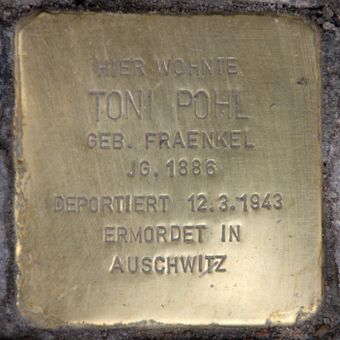 HIER WOHNTE
TONI POHL
GEB. FRAENKEL
JG. 1886
DEPORTIERT 12.3.1943
ERMORDET IN
AUSCHWITZ